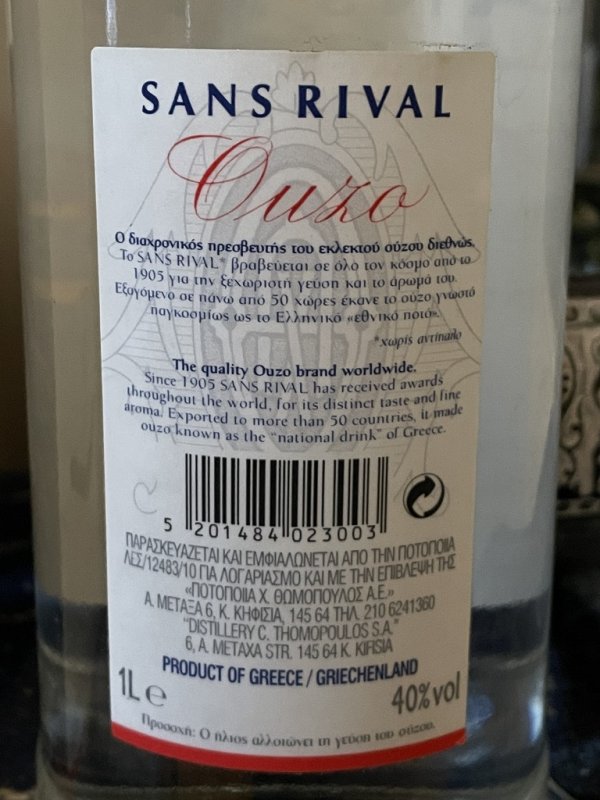 SANS RIVAL
Ouzo
Ο διαχρονικός πρεσβευτής του εκλεκτού ούζου διεθνώς.
Το SANS RIVAL* βραβεύεται σε όλο τον κόσμο από το
1905 για την ξεχωριστή γεύση και το άρωμά του.
Εξαγόμενο σε πάνω από 50 χώρες έκανε το ούζο γνωστό
παγκοσμίως ως το Ελληνικό «εθνικό ποτό».
*χωρίς αντίπαλο
The quality Ouzo brand worldwide.
Since 1905 SANS RIVAL has received awards
throughout the world, for its distinct taste and fine
aroma. Exported to more than 50 countries, it made
ouzo known as the "national drink" of Greece.
5 201484 023003
ΠΑΡΑΣΚΕΥΑΖΕΤΑΙ ΚΑΙ ΕΜΦΙΑΛΩΝΕΤΑΙ ΑΠΟ ΤΗΝ ΠΟΤΟΠΟΙΙΑ
ΛΕΣ/12483/10 ΓΙΑ ΛΟΓΑΡΙΑΣΜΟ ΚΑΙ ΜΕ ΤΗΝ ΕΠΙΒΛΕΨΗ ΤΗΣ
«ΠΟΤΟΠΟΙΙΑ Χ. ΘΩΜΟΠΟΥΛΟΣ Α.Ε.»
Α. ΜΕΤΑΞΑ 6, Κ. ΚΗΦΙΣΙΑ, 145 64 ΤΗΛ. 210 6241360
"DISTILLERY C. THOMOPOULOS S.A."
6, A. METAXA STR. 145 64 K. KIFISIA
PRODUCT OF GREECE / GRIECHENLAND
1L e 40%vol
Προσοχή: Ο ήλιος αλλοιώνει τη γεύση του ούζου.